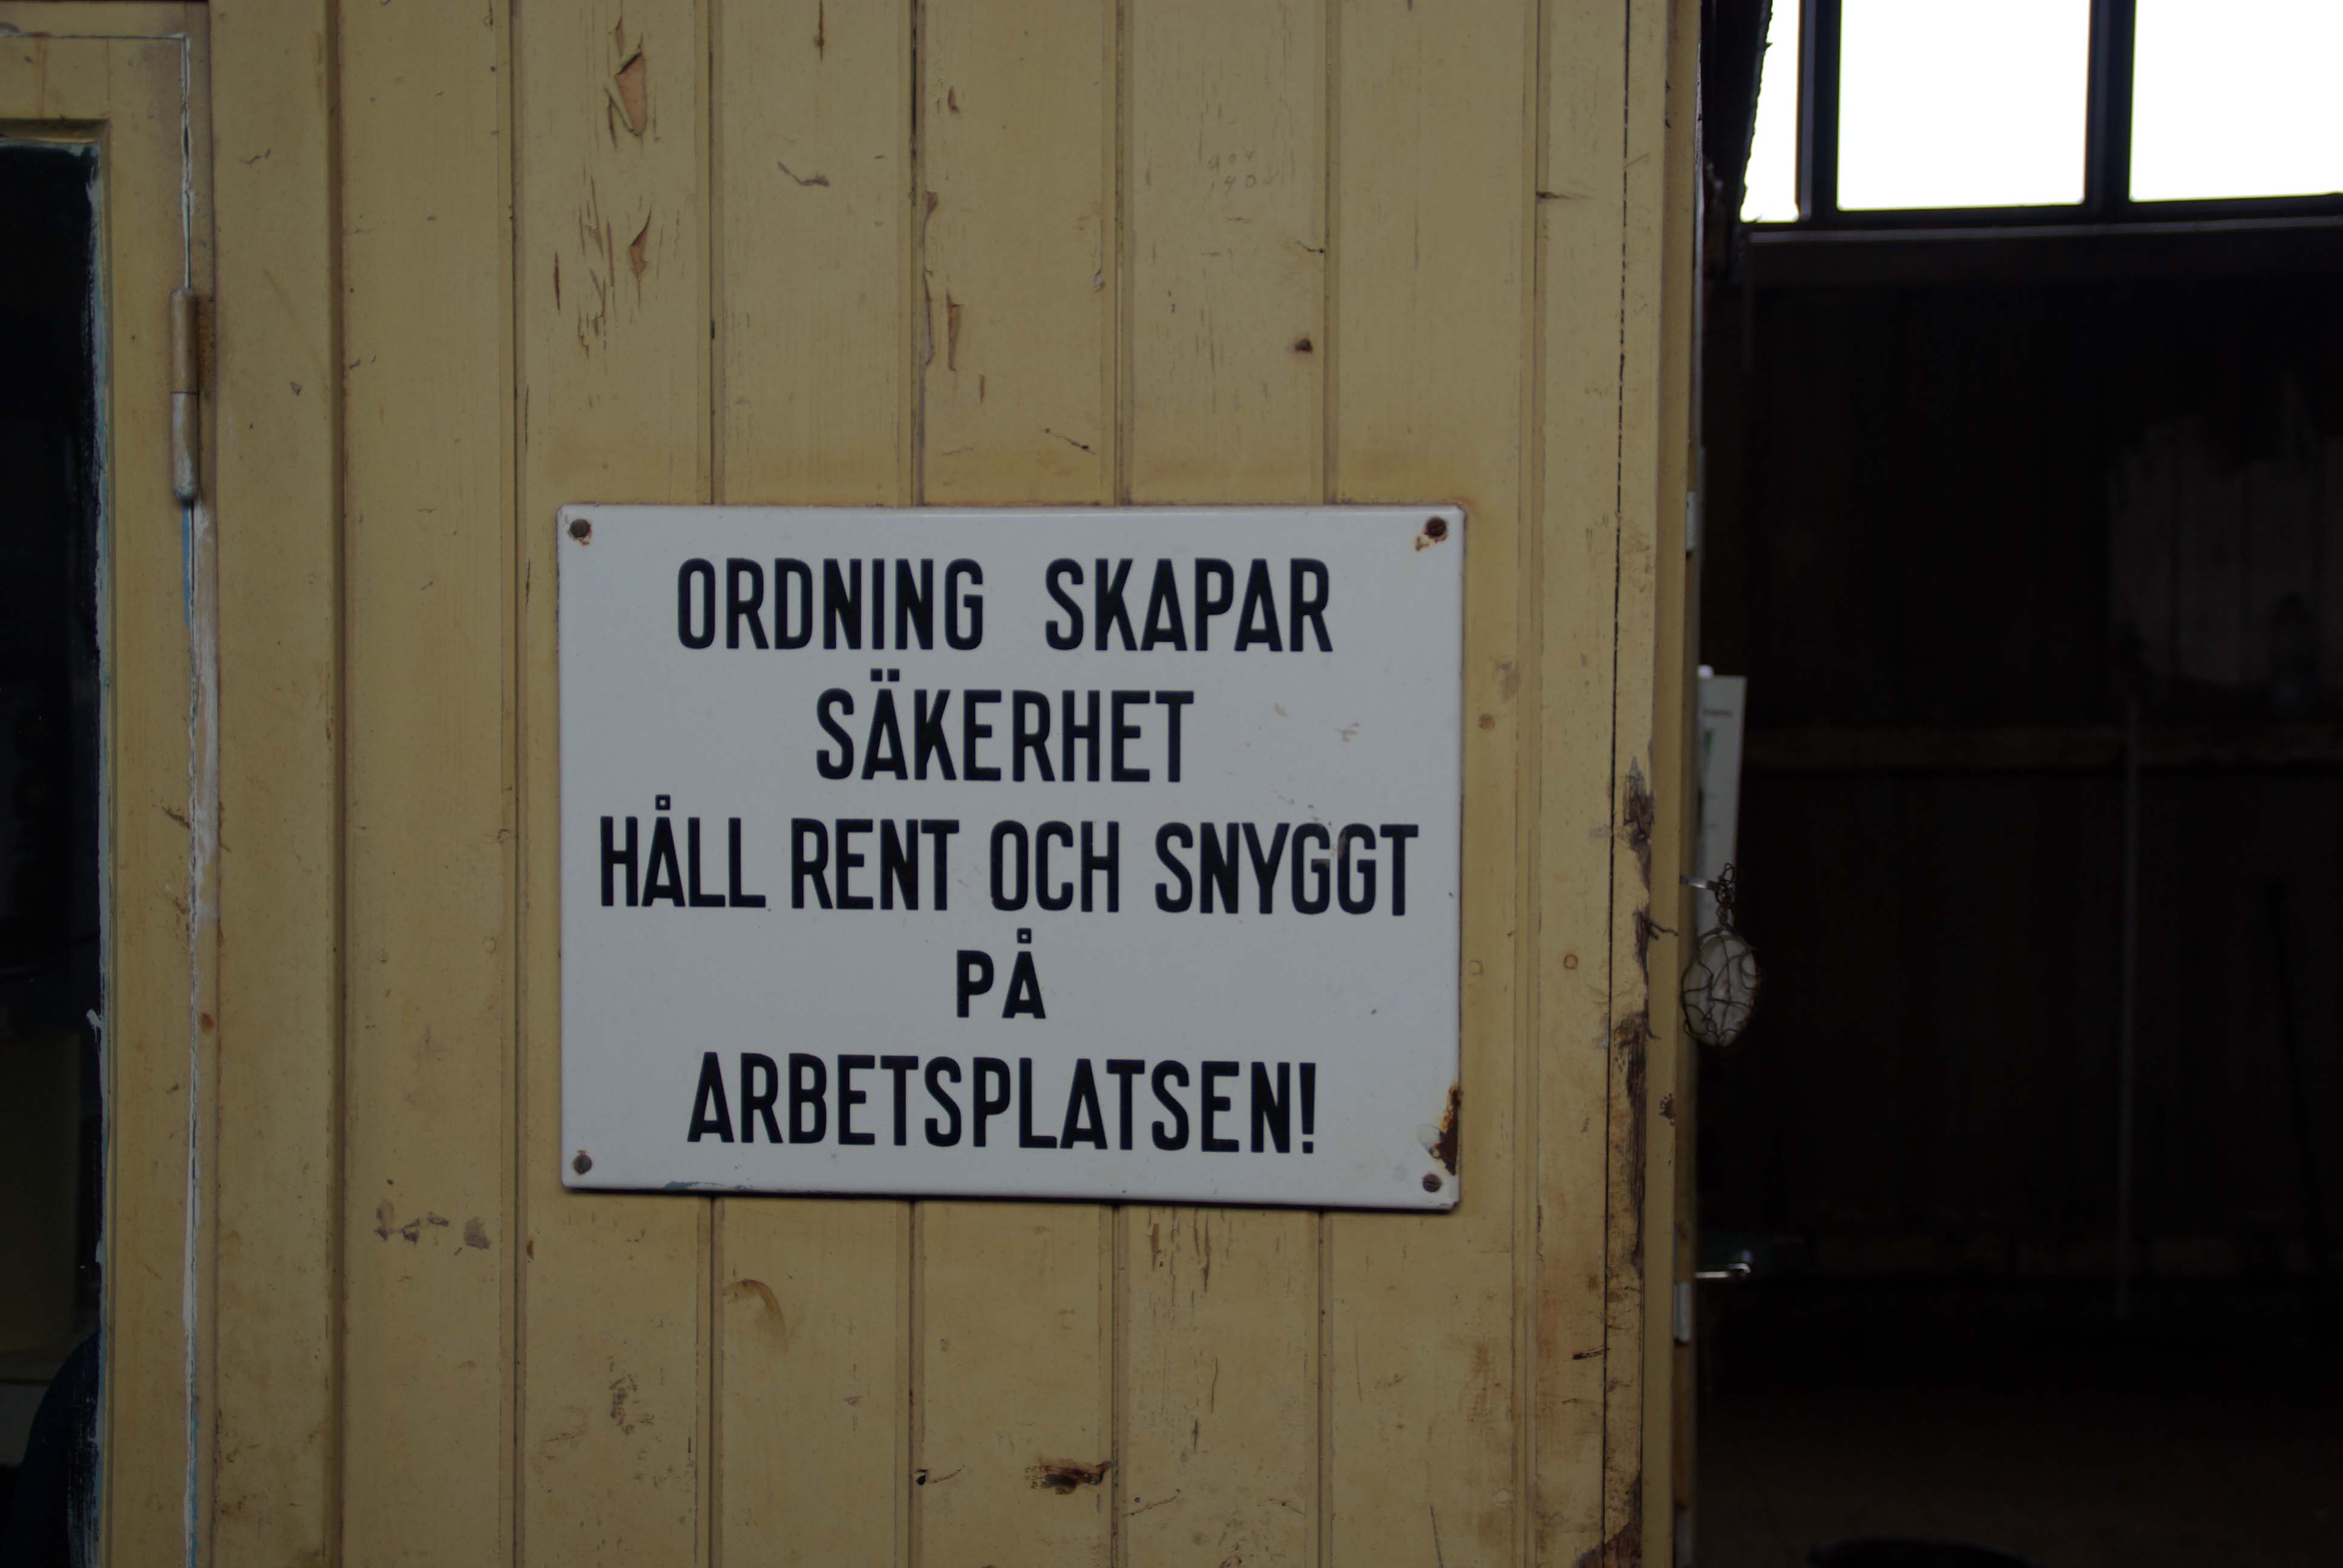 ORDNING SKAPAR
SÄKERHET
HÅLL RENT OCH SNYGGT
PÅ
ARBETSPLATSEN!